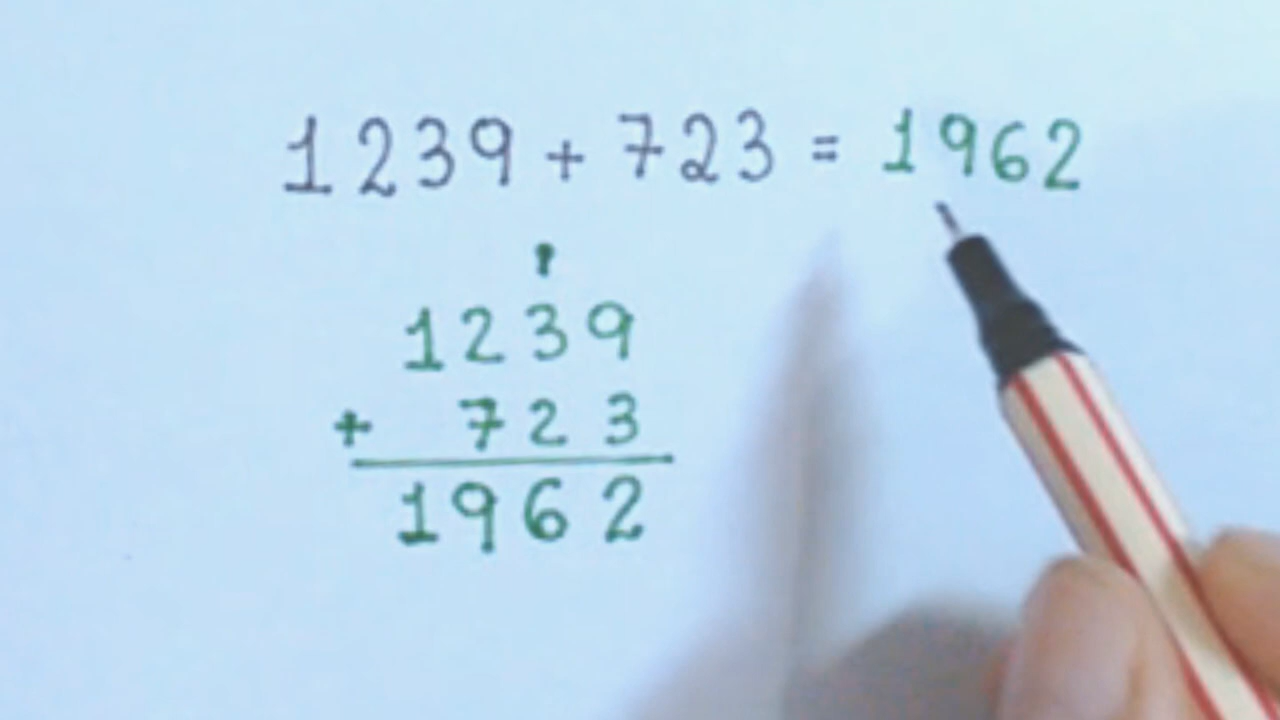 1239 + 723 = 1962
1
1239
+ 723
1962